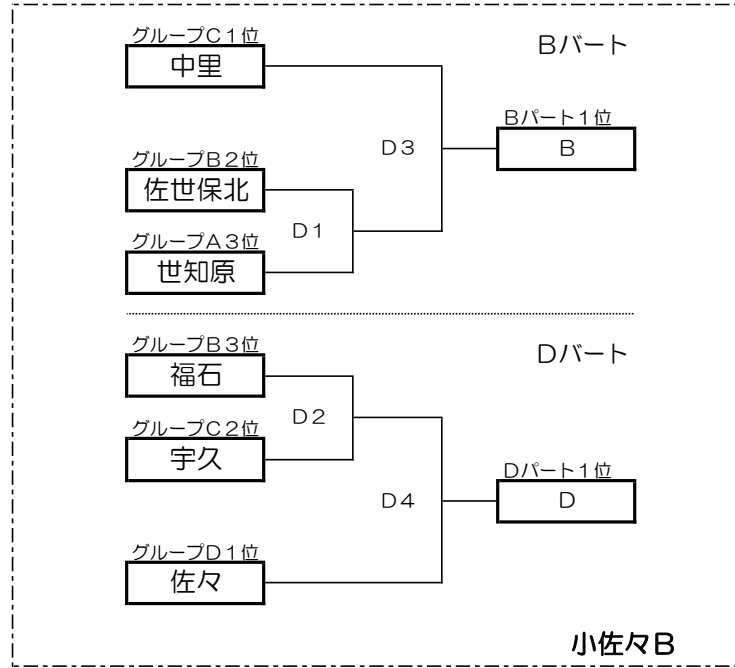 グループC1位
Bバート
中里
Bパート1位
D3
B
グループB2位
佐世保北
D1
グループA3位
世知原
グループB3位
Dバート
福石
D2
グループC2位
宇久
Dパート1位
D4
D
グループD1位
佐々
小佐々B